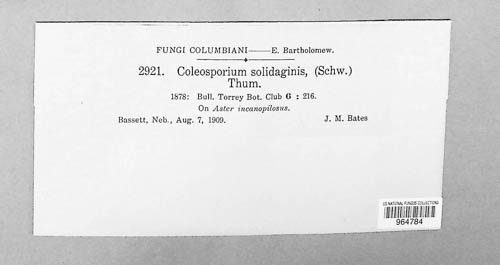 FUNGI COLUMBIANI——E. Bartholomew.
2921. Coleosporium solidaginis, (Schw.)
Thum.
1878: Bull. Torrey Bot. Club 6 : 216.
On Aster incanopilosus.
Bassett, Neb., Aug. 7, 1909. J. M. Bates
US NATIONAL FUNGUS COLLECTIONS
964784